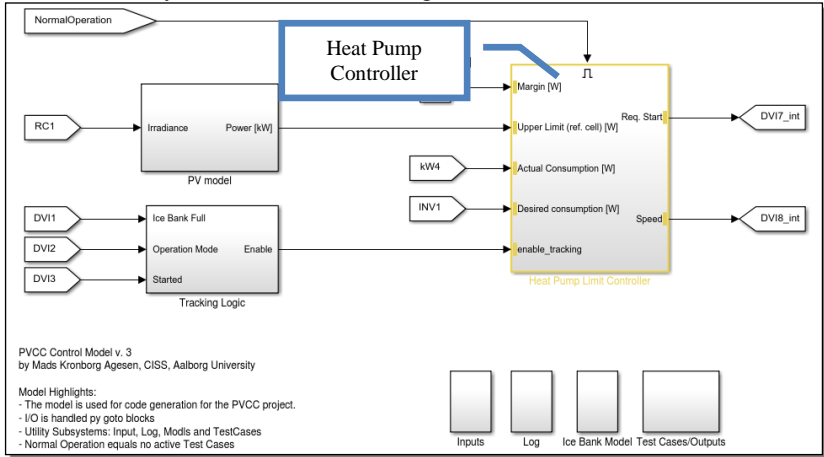 NormalOperation
Heat Pump
Controller
Margin [W]
RC1
Irradiance
Power [kW]
PV model
Upper Limit (ref. cell) [W]
Req. Start
DVI7_int
kW4
Actual Consumption [W]
INV1
Desired consumption [W]
Speed
DVI8_int
DVI1
Ice Bank Full
DVI2
Operation Mode
Enable
enable_tracking
DVI3
Started
Tracking Logic
Heat Pump Limit Controller
PVCC Control Model v. 3
by Mads Kronborg Agesen, CISS, Aalborg University
Model Highlights:
- The model is used for code generation for the PVCC project.
- I/O is handled py goto blocks
- Utility Subsystems: Input, Log, Modls and TestCases
- Normal Operation equals no active Test Cases
Inputs
Log
Ice Bank Model
Test Cases/Outputs